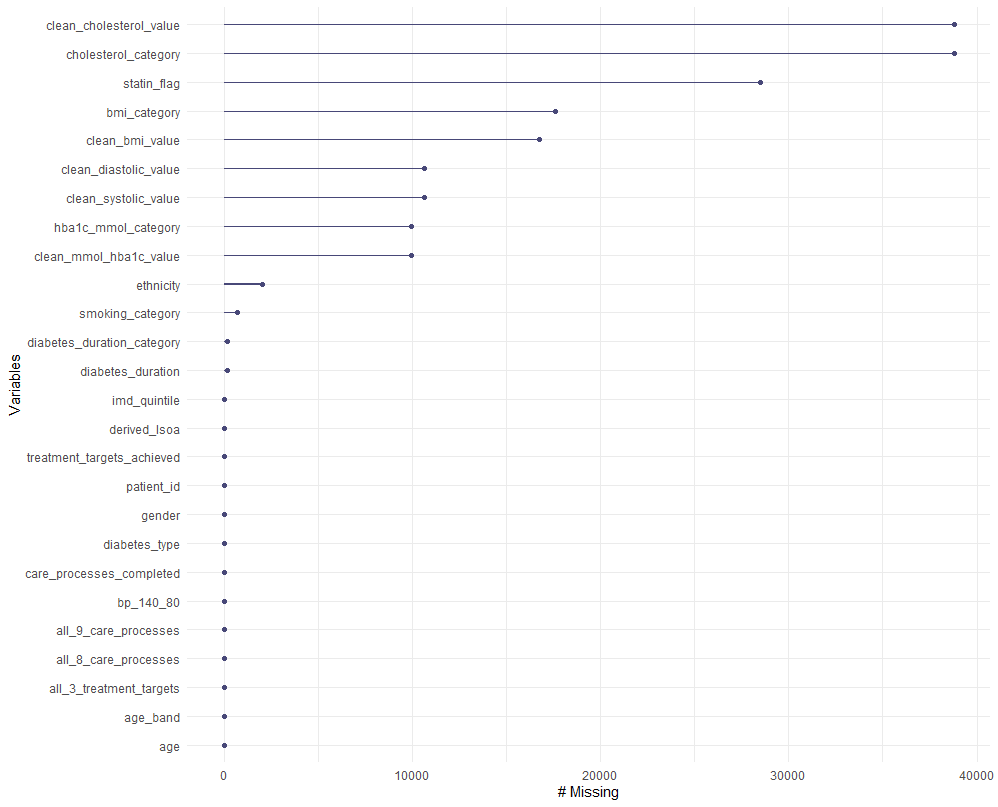 clean_cholesterol_value
cholesterol_category
statin_flag
bmi_category
clean_bmi_value
clean_diastolic_value
clean_systolic_value
hba1c_mmol_category
clean_mmol_hba1c_value
ethnicity
smoking_category
diabetes_duration_category
diabetes_duration
imd_quintile
derived_lsoa
treatment_targets_achieved
patient_id
gender
diabetes_type
care_processes_completed
bp_140_80
all_9_care_processes
all_8_care_processes
all_3_treatment_targets
age_band
age
Variables
0 10000 20000 30000 40000
# Missing